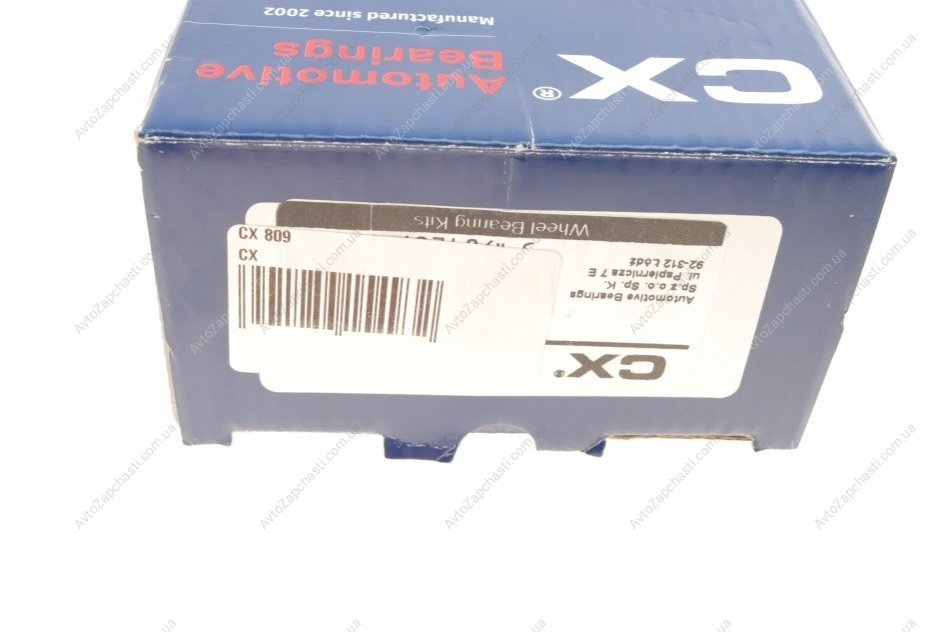 CX®
Automotive
Bearings
Manufactured since 2002
CX 809
CX
CX®
Automotive Bearings
Sp.z o.o. Sp. K.
ul. Papiernicza 7 E
92-312 Łódź
Wheel Bearing Kits
AvtoZapchasti.com.ua